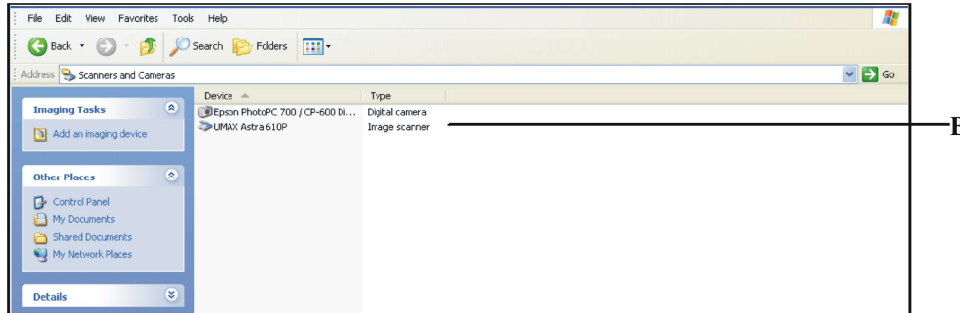 File Edit View Favorites Tools Help
Back Search Folders
Address Scanners and Cameras Go
Device Type
Imaging Tasks
Epson PhotoPC 700 / CP-600 Di... Digital camera
UMAX Astra 610P Image scanner
Add an imaging device
Other Places
Control Panel
My Documents
Shared Documents
My Network Places
Details